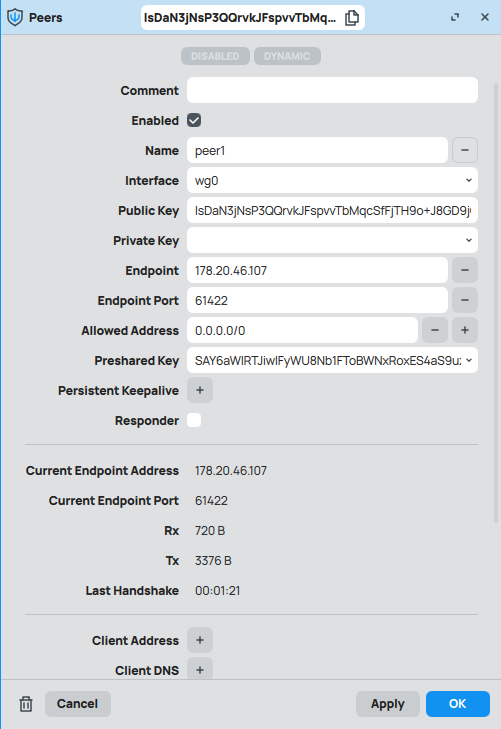 Peers
IsDaN3jNsP3QQrvkJFspvvTbMq...
DISABLED
DYNAMIC
Comment
Enabled
Name peer1
Interface wg0
Public Key IsDaN3jNsP3QQrvkJFspvvTbMqcSfFjTH9o+J8GD9j
Private Key
Endpoint 178.20.46.107
Endpoint Port 61422
Allowed Address 0.0.0.0/0
Preshared Key SAY6aWlRTJiwIFyWU8Nb1FToBWNxRoxES4aS9u
Persistent Keepalive
Responder
Current Endpoint Address 178.20.46.107
Current Endpoint Port 61422
Rx 720 B
Tx 3376 B
Last Handshake 00:01:21
Client Address
Client DNS
Cancel
Apply
OK